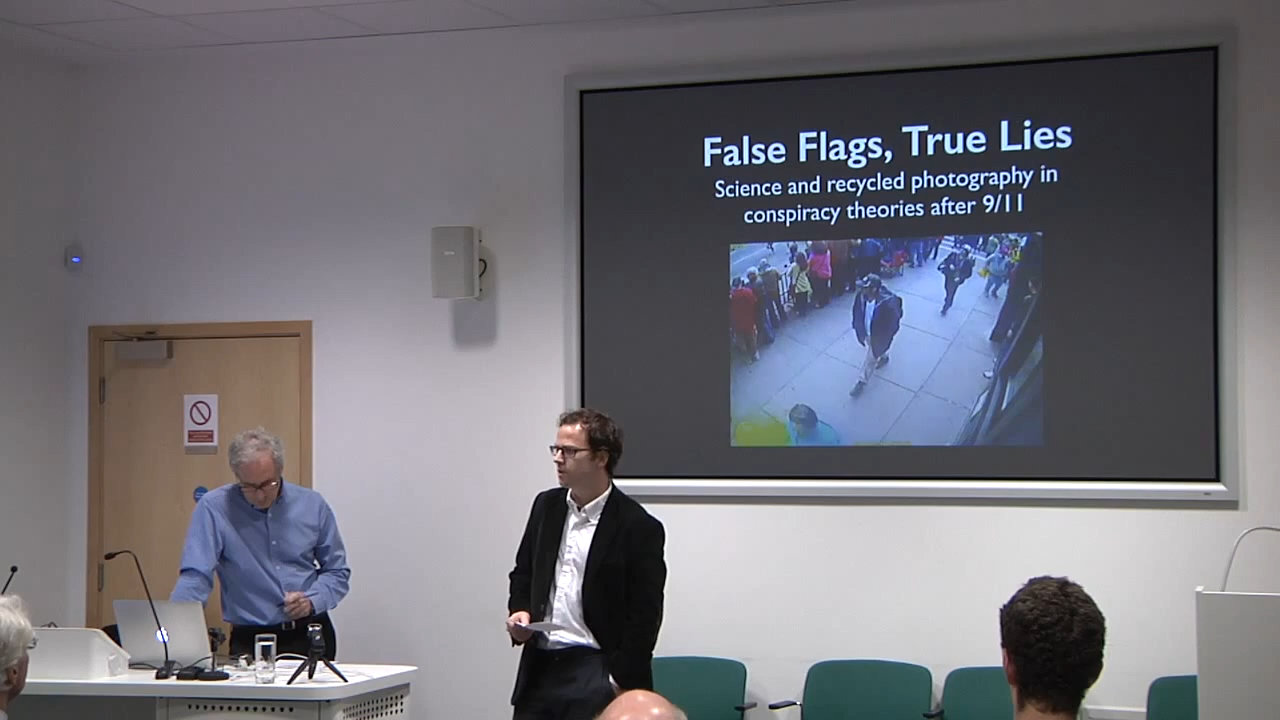 False Flags, True Lies
Science and recycled photography in
conspiracy theories after 9/11